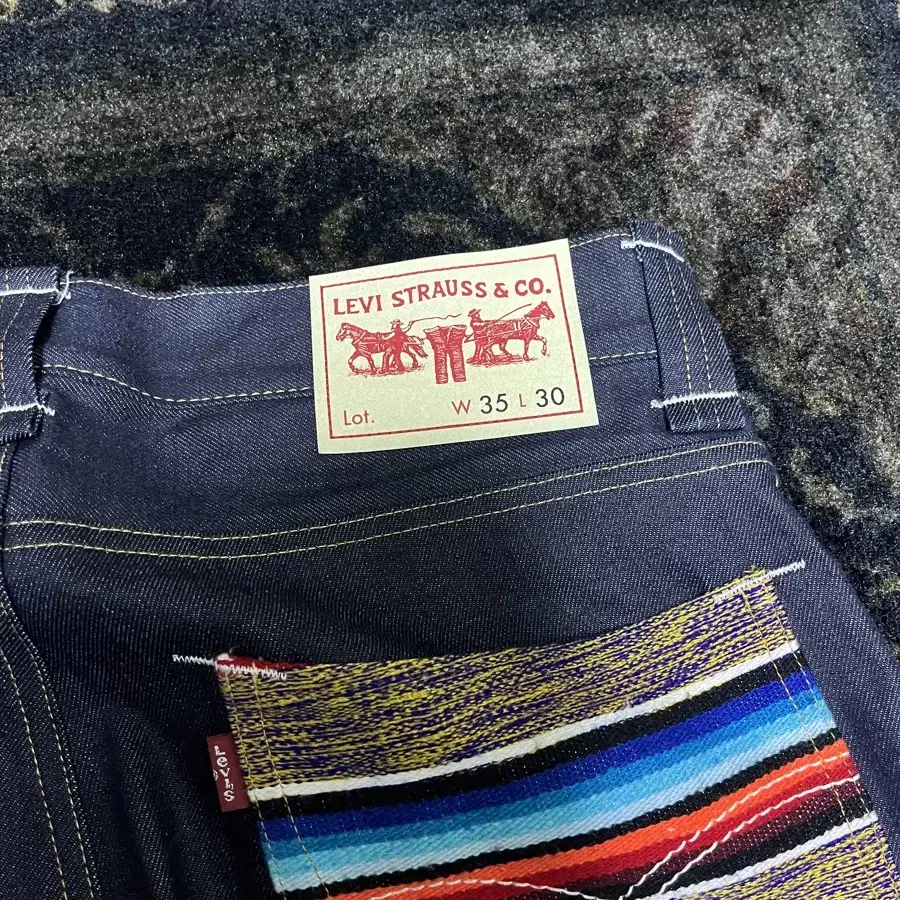 LEVI STRAUSS & CO.
Lot. W 35 L 30
LEVI'S